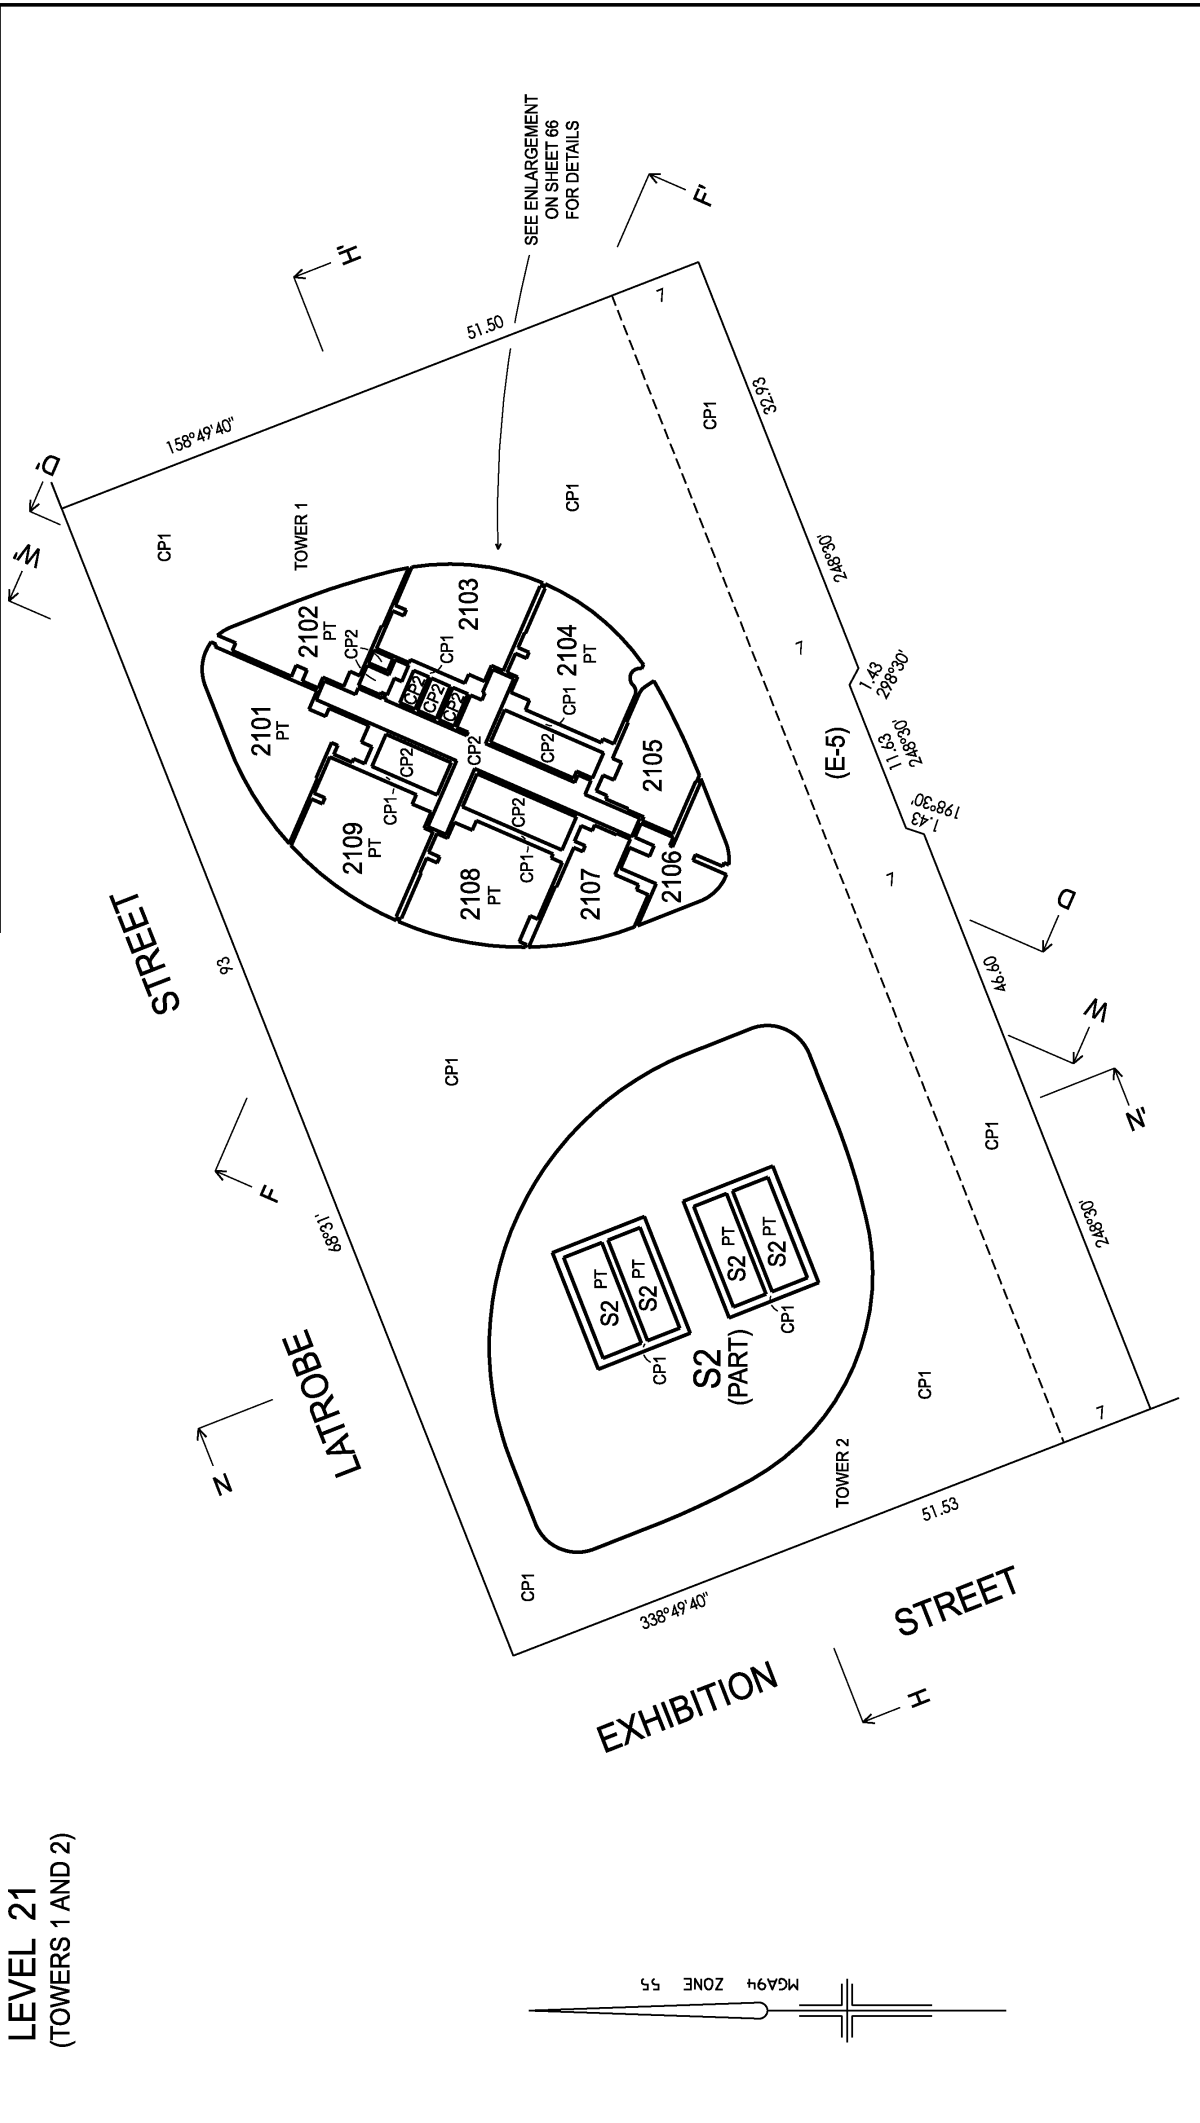 LEVEL 21
(TOWERS 1 AND 2)
SEE ENLARGEMENT
ON SHEET 66
FOR DETAILS
LATROBE
STREET
EXHIBITION
STREET
TOWER 1
TOWER 2
2101
PT
2102
PT
2103
2104
PT
2105
2106
2107
2108
PT
2109
PT
CP2
CP1
CP2
CP2
CP2
CP1
CP2
CP2
CP1
CP2
CP2
CP1
CP1
CP1
CP1
CP1
CP1
CP1
CP1
S2
(PART)
S2 PT
S2 PT
CP1
S2 PT
S2 PT
CP1
(E-5)
158°49'40"
51.50
93
68°31'
338°49'40"
51.53
248°30'
46.60
1.43
198°30'
11.63
248°30'
1.43
298°30'
248°30'
32.93
7
7
7
7
D'
W'
H'
F'
D
W
N'
F
N
H
MGA94 ZONE 55